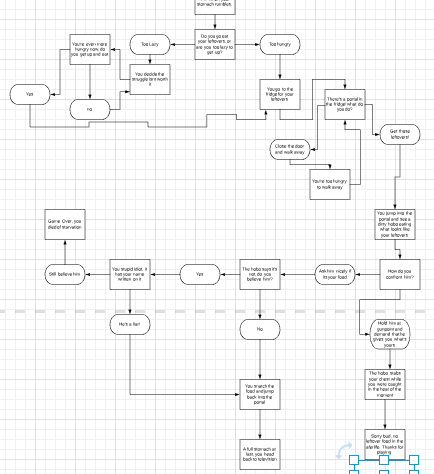 stomach rumbles
Do you go eat
your leftovers, or
are you too lazy to
get up?
Too lazy
Too hungry
You're even more
hungry now, do
you get up and eat
You decide the
struggle isn't worth
it
Yes
no
You go to
the fridge for your
leftovers
There's a portal in
the fridge what do
you do?
Get those
leftovers!
Close the door
and walk away
You're too hungry
to walk away
You jump into the
portal and see a
dirty hobo eating
what looks like
your leftovers
Game Over, you
died of starvation
Still believe him
You stupid idiot, it
has your name
written on it
Yes
The hobo says it's
not do you
believe him?
Ask him nicely if
its your food
How do you
confront him?
He's a liar!
No
Hold him at
gunpoint and
demand that he
gives you what's
yours
You snatch the
food and jump
back into the
portal
The hobo
your chest while
you were caught
in the heat of the
moment
A full stomach at
last, you head
back to television
Sorry bud, no
leftover food in the
afterlife. Thanks for
playing